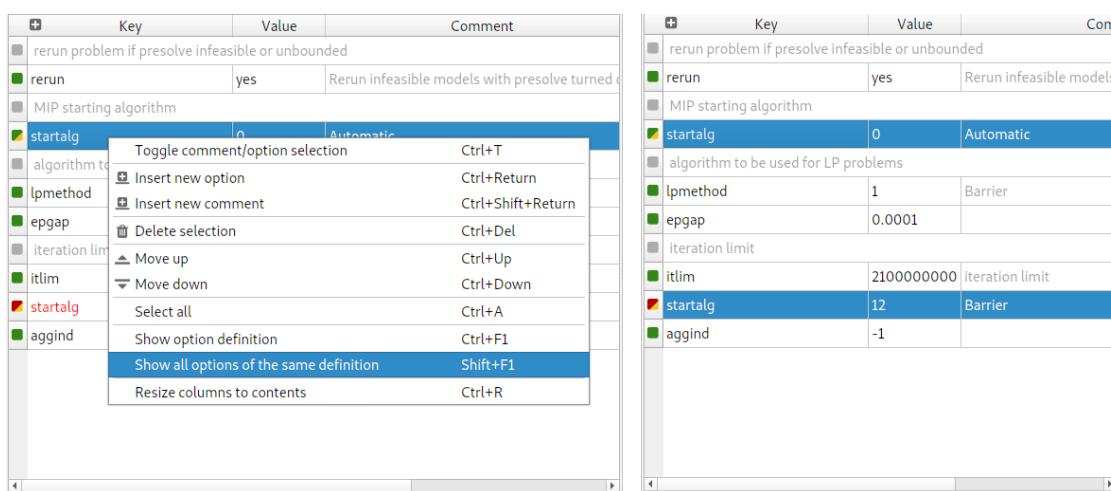 Key Value Comment
rerun problem if presolve infeasible or unbounded
rerun yes Rerun infeasible models with presolve turned
MIP starting algorithm
startalg 0 Automatic
algorithm to
lpmethod
epgap
iteration lim
itlim
startalg
aggind
Toggle comment/option selection Ctrl+T
Insert new option Ctrl+Return
Insert new comment Ctrl+Shift+Return
Delete selection Ctrl+Del
Move up Ctrl+Up
Move down Ctrl+Down
Select all Ctrl+A
Show option definition Ctrl+F1
Show all options of the same definition Shift+F1
Resize columns to contents Ctrl+R
Key Value Com
rerun problem if presolve infeasible or unbounded
rerun yes Rerun infeasible models
MIP starting algorithm
startalg 0 Automatic
algorithm to be used for LP problems
lpmethod 1 Barrier
epgap 0.0001
iteration limit
itlim 2100000000 iteration limit
startalg 12 Barrier
aggind -1